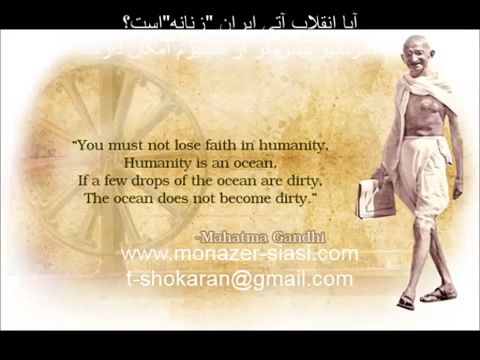 آیا انقلاب آتی ایران "زنانه"است؟
“You must not lose faith in humanity.
Humanity is an ocean,
If a few drops of the ocean are dirty,
The ocean does not become dirty.”
-Mahatma Gandhi
www.monazer-siasi.com
t-shokaran@gmail.com